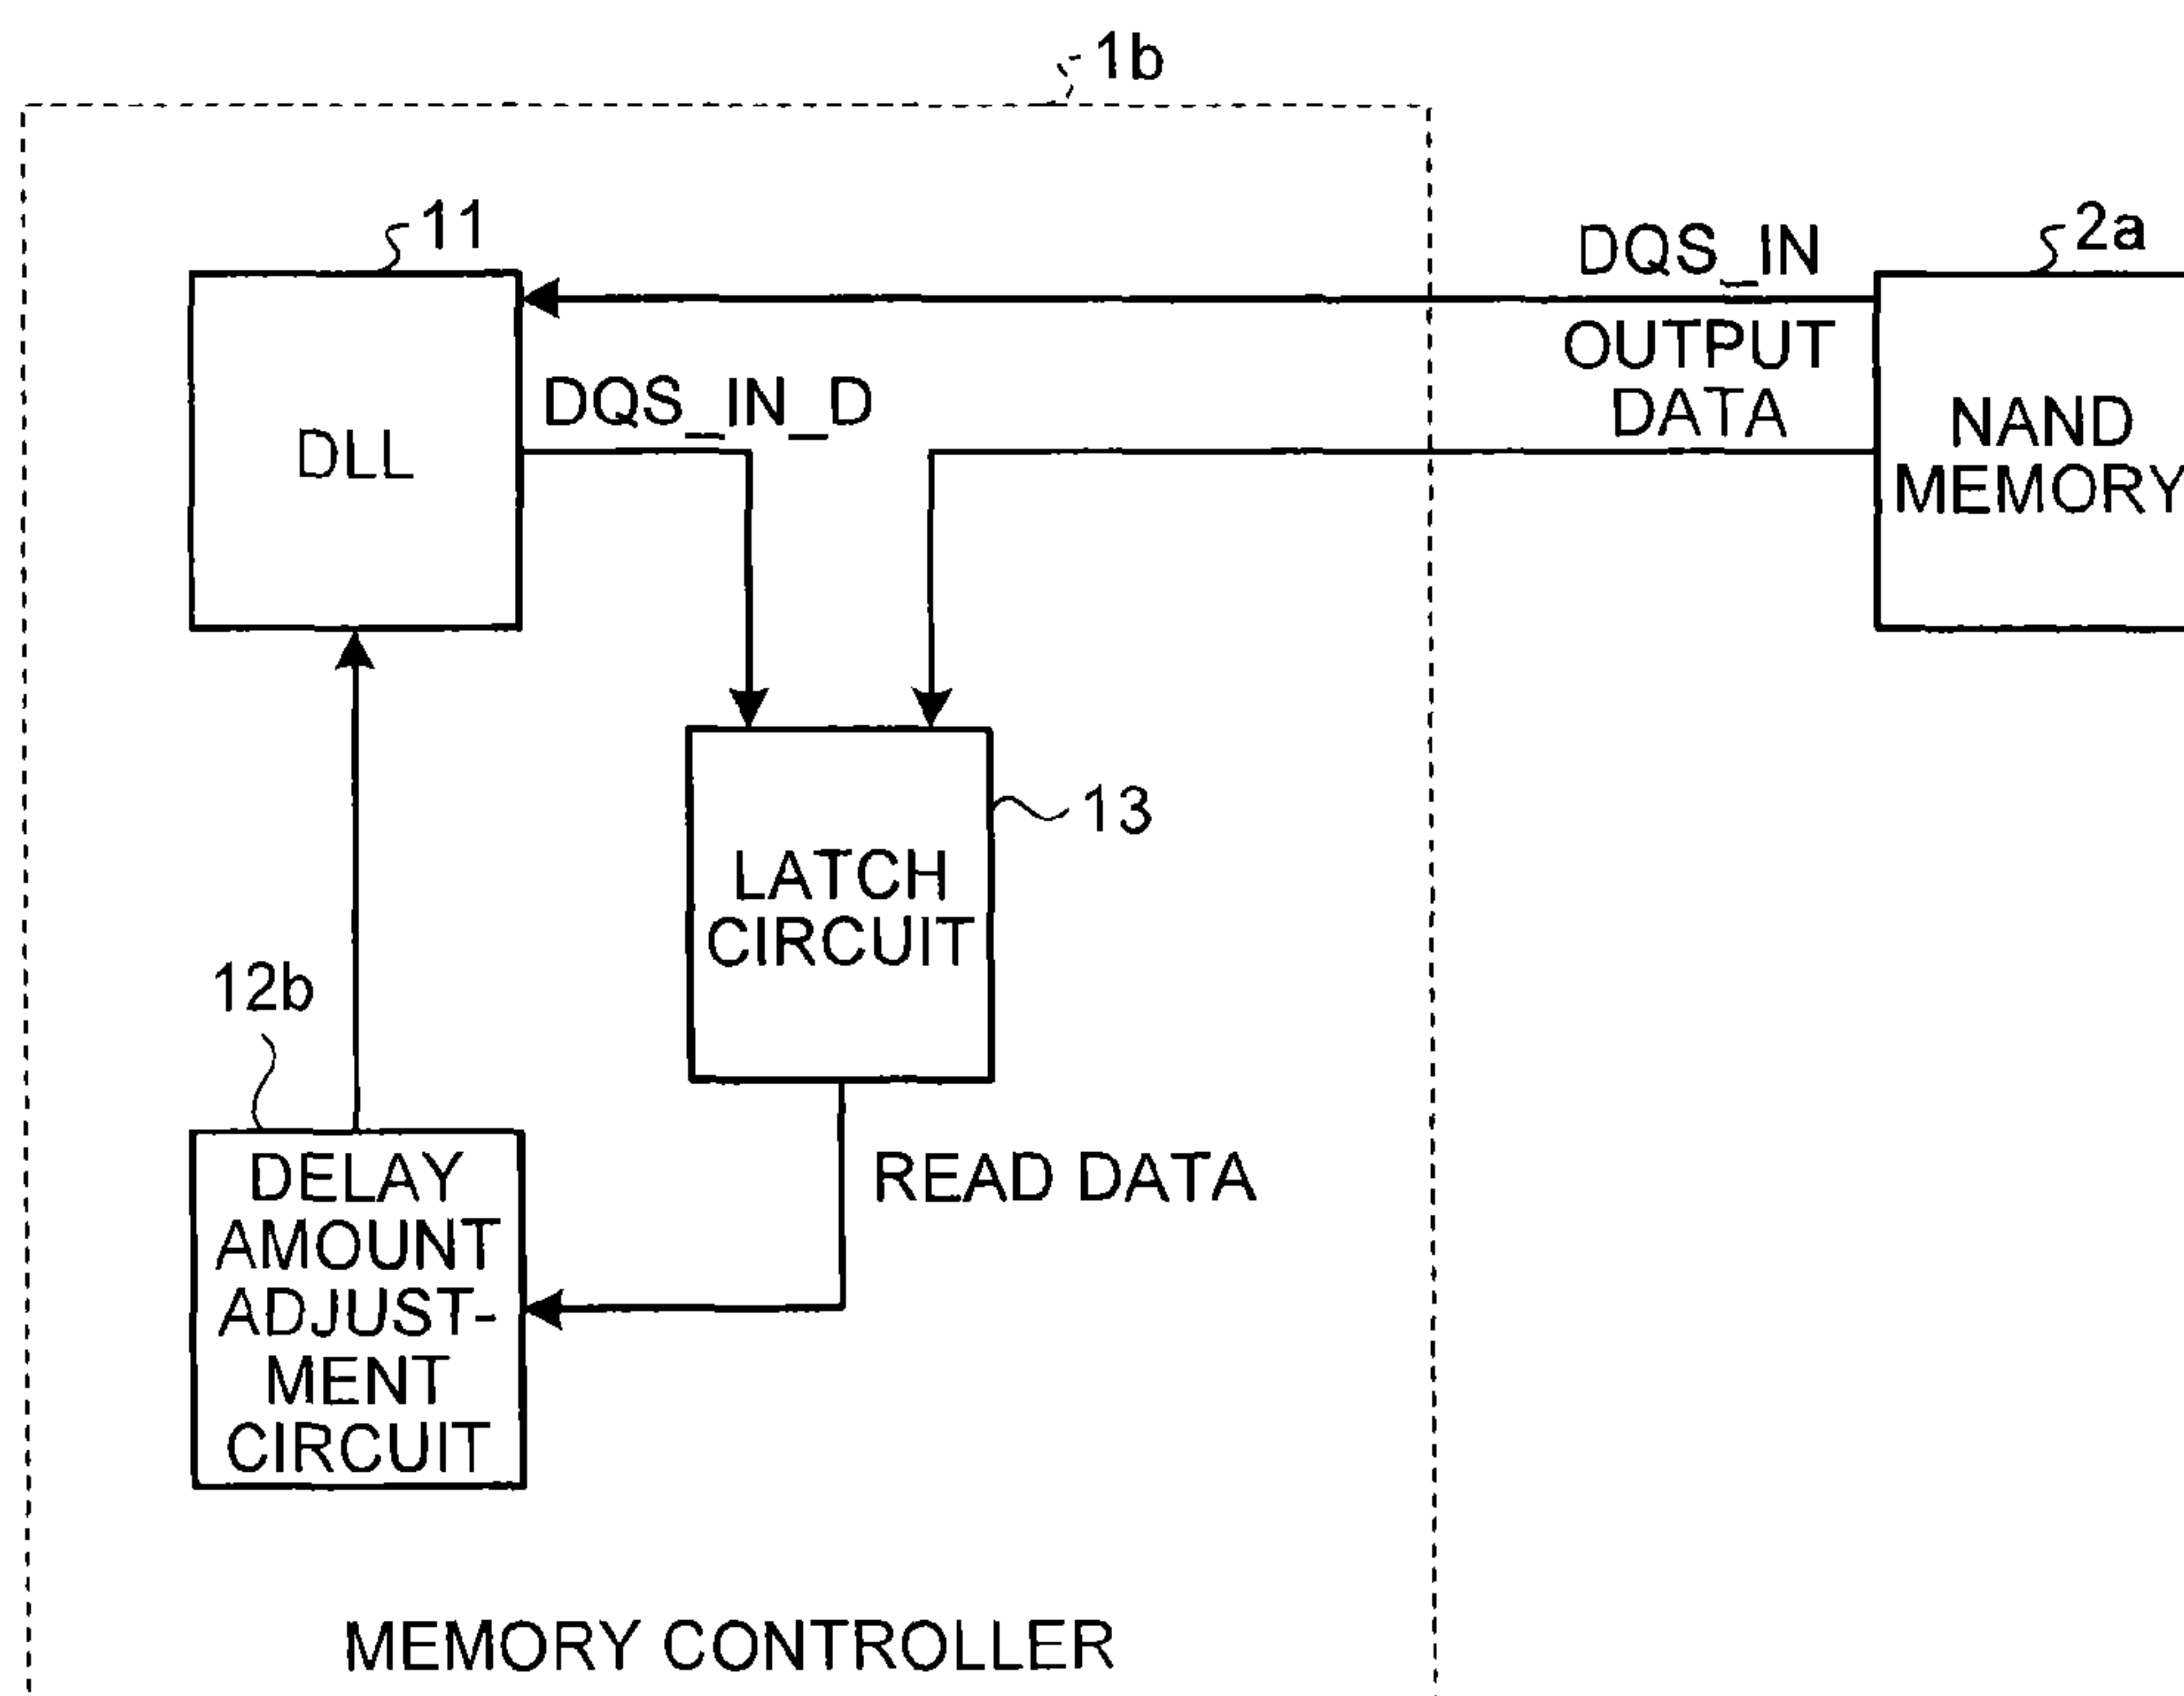 1b
11
DQS_IN
2a
OUTPUT
DATA
DQS_IN_D
DLL
NAND
MEMORY
13
LATCH
CIRCUIT
12b
DELAY
AMOUNT
ADJUST-
MENT
CIRCUIT
READ DATA
MEMORY CONTROLLER